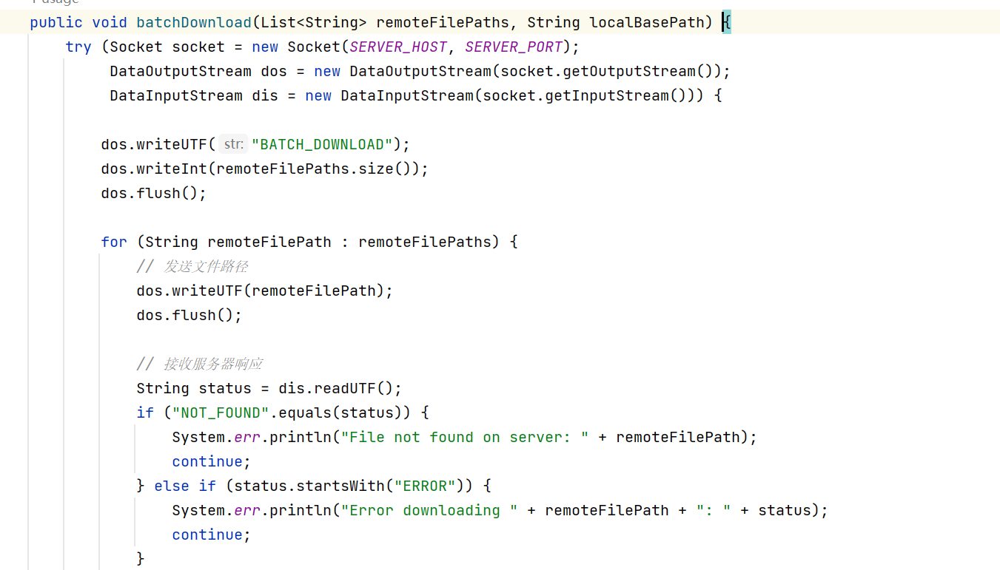 usage
public void batchDownload(List<String> remoteFilePaths, String localBasePath) {
try (Socket socket = new Socket(SERVER_HOST, SERVER_PORT);
DataOutputStream dos = new DataOutputStream(socket.getOutputStream());
DataInputStream dis = new DataInputStream(socket.getInputStream())) {
dos.writeUTF( str: "BATCH_DOWNLOAD");
dos.writeInt(remoteFilePaths.size());
dos.flush();
for (String remoteFilePath : remoteFilePaths) {
// 发送文件路径
dos.writeUTF(remoteFilePath);
dos.flush();
// 接收服务器响应
String status = dis.readUTF();
if ("NOT_FOUND".equals(status)) {
System.err.println("File not found on server: " + remoteFilePath);
continue;
} else if (status.startsWith("ERROR")) {
System.err.println("Error downloading " + remoteFilePath + ": " + status);
continue;
}